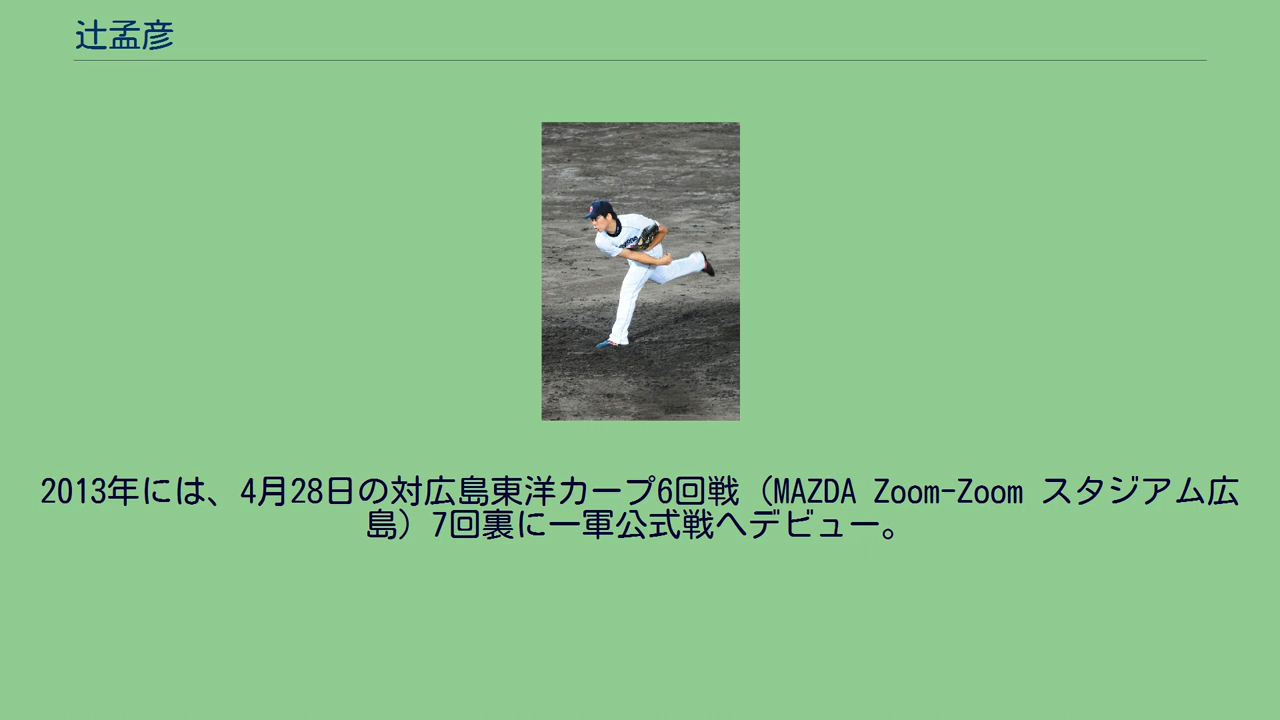 辻孟彦
2013年には、4月28日の対広島東洋カープ6回戦（MAZDA Zoom-Zoom スタジアム広
島）7回裏に一軍公式戦へデビュー。